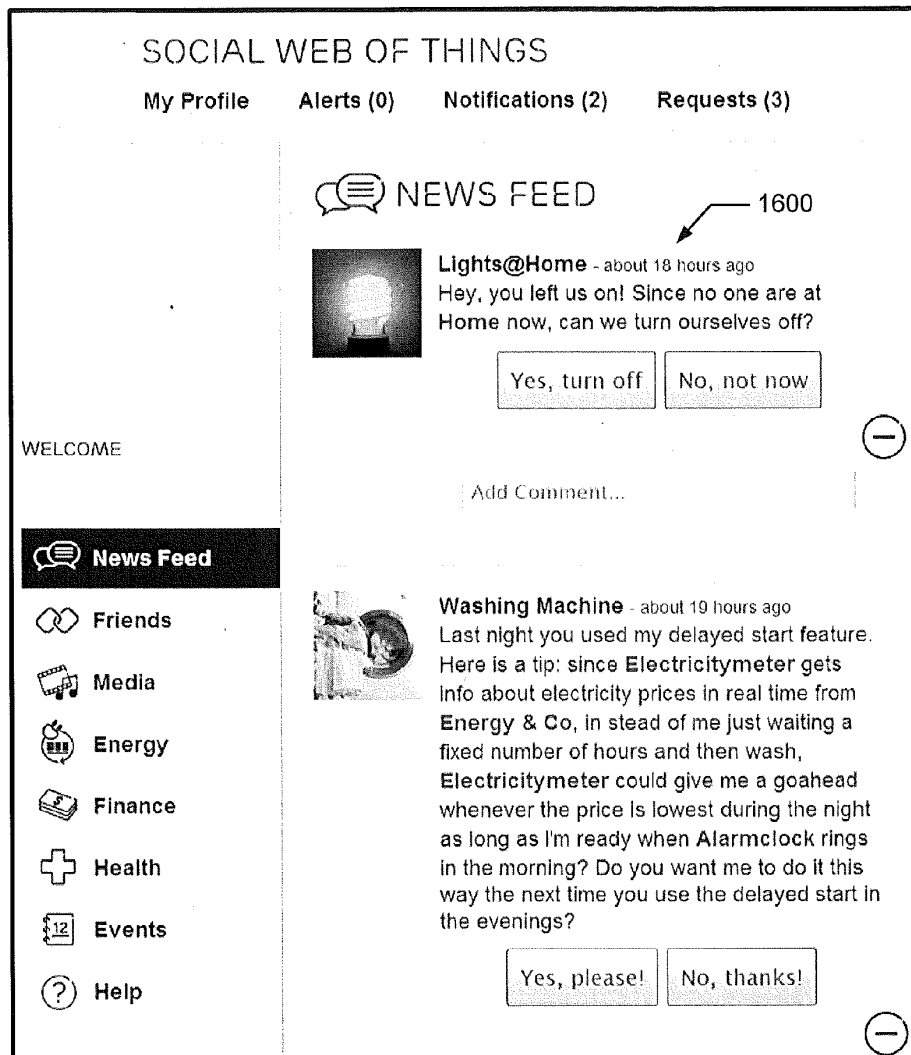 SOCIAL WEB OF THINGS
My Profile Alerts (0) Notifications (2) Requests (3)
NEWS FEED
1600
Lights@Home - about 18 hours ago
Hey, you left us on! Since no one are at
Home now, can we turn ourselves off?
Yes, turn off No, not now
WELCOME
Add Comment...
News Feed
Friends
Media
Energy
Finance
Health
12 Events
? Help
Washing Machine - about 19 hours ago
Last night you used my delayed start feature.
Here is a tip: since Electricitymeter gets
info about electricity prices in real time from
Energy & Co, in stead of me just waiting a
fixed number of hours and then wash,
Electricitymeter could give me a goahead
whenever the price is lowest during the night
as long as I'm ready when Alarmclock rings
in the morning? Do you want me to do it this
way the next time you use the delayed start in
the evenings?
Yes, please! No, thanks!